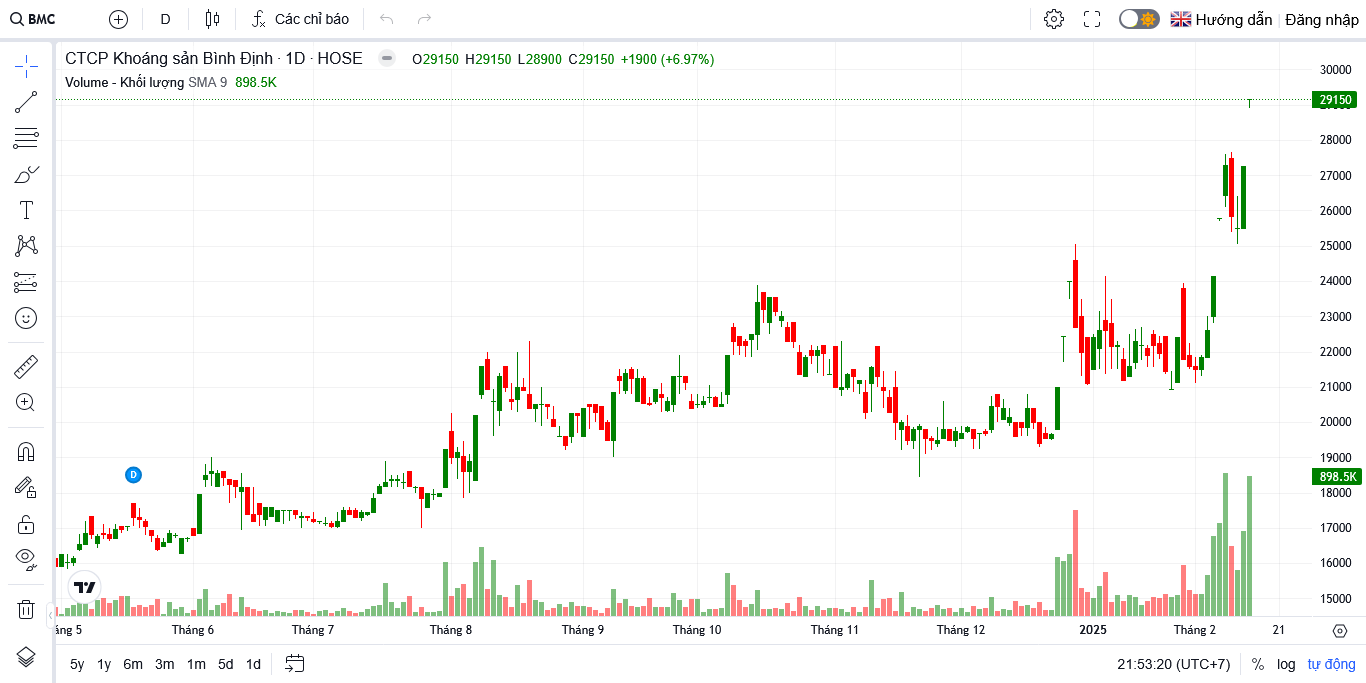 BMC D Các chỉ báo Hướng dẫn Đăng nhập
CTCP Khoáng sản Bình Định · 1D · HOSE O29150 H29150 L28900 C29150 +1900 (+6.97%)
Volume - Khối lượng SMA 9 898.5K
30000
29150
28000
27000
26000
25000
24000
23000
22000
21000
20000
19000
D
898.5K
18000
17000
16000
15000
áng 5 Tháng 6 Tháng 7 Tháng 8 Tháng 9 Tháng 10 Tháng 11 Tháng 12 2025 Tháng 2 21
5y 1y 6m 3m 1m 5d 1d 21:53:20 (UTC+7) % log tự động